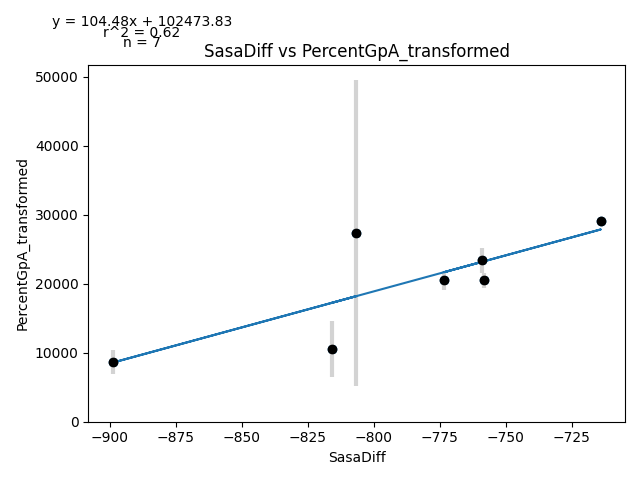 y = 104.48x + 102473.83
r^2 = 0.62
n = 7
SasaDiff vs PercentGpA_transformed
PercentGpA_transformed
50000
40000
30000
20000
10000
0
−900
−875
−850
−825
−800
−775
−750
−725
SasaDiff